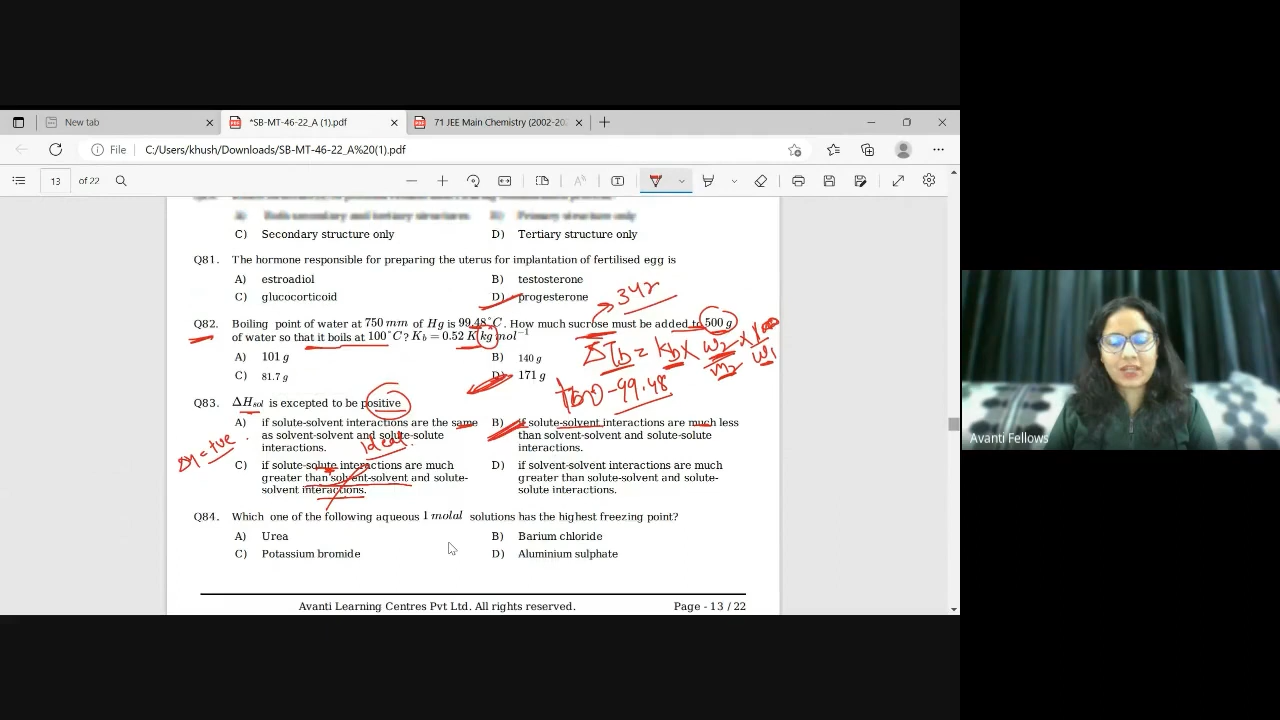 New tab
*SB-MT-46-22_A (1).pdf
71 JEE Main Chemistry (2002-20
File C:/Users/khush/Downloads/SB-MT-46-22_A%20(1).pdf
13 of 22
A) Both secondary and tertiary structures B) Primary structure only
C) Secondary structure only D) Tertiary structure only
Q81. The hormone responsible for preparing the uterus for implantation of fertilised egg is
A) estroadiol B) testosterone
C) glucocorticoid D) progesterone
342
Q82. Boiling point of water at 750 mm of Hg is 99.48°C. How much sucrose must be added to 500 g
of water so that it boils at 100°C? Kb = 0.52 K kg mol⁻¹
ΔTb = Kb × w2/m2 × 1000/w1
A) 101 g B) 140 g
C) 81.7 g D) 171 g
100 - 99.48
Q83. ΔHsol is excepted to be positive
A) if solute-solvent interactions are the same B) if solute-solvent interactions are much less
as solvent-solvent and solute-solute than solvent-solvent and solute-solute
interactions. interactions.
Ideal.
ΔH = +ve
C) if solute-solute interactions are much D) if solvent-solvent interactions are much
greater than solvent-solvent and solute- greater than solute-solvent and solute-
solvent interactions. solute interactions.
Q84. Which one of the following aqueous 1 molal solutions has the highest freezing point?
A) Urea B) Barium chloride
C) Potassium bromide D) Aluminium sulphate
Avanti Learning Centres Pvt Ltd. All rights reserved. Page - 13 / 22
Avanti Fellows